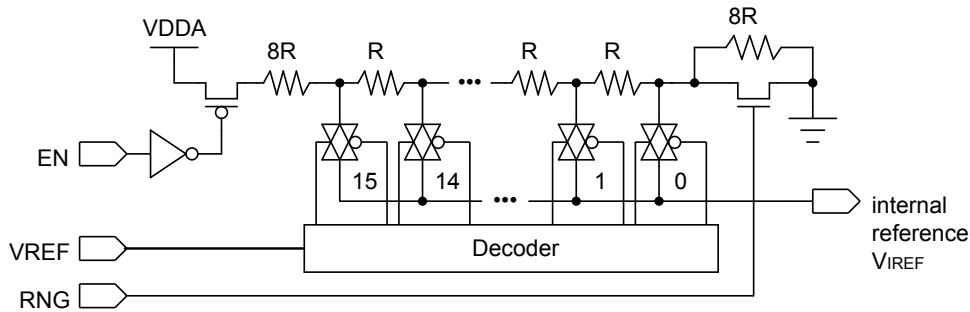 8R
VDDA
8R
R
•••
R
R
EN
15
14
1
0
•••
internal
reference
VIREF
Decoder
VREF
RNG